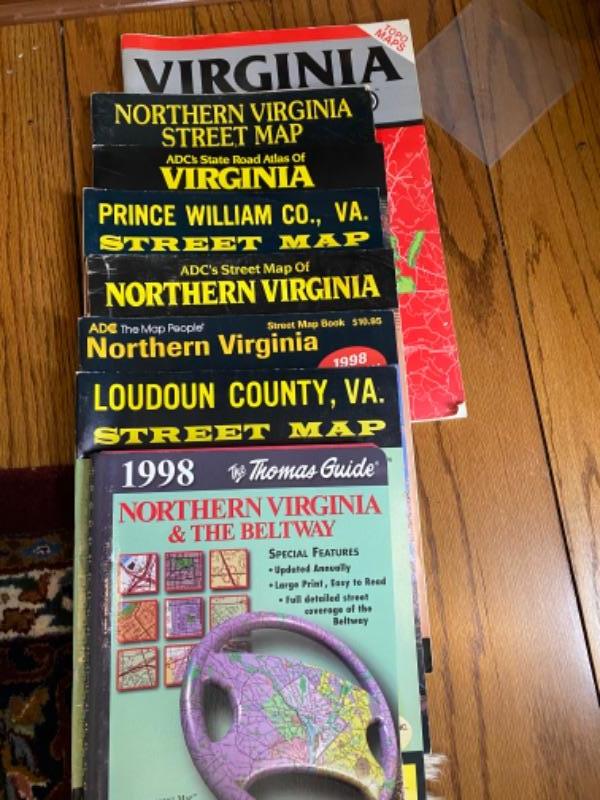 VIRGINIA
TOPO
MAPS
NORTHERN VIRGINIA
STREET MAP
ADC's State Road Atlas Of
VIRGINIA
PRINCE WILLIAM CO., VA.
STREET MAP
ADC's Street Map Of
NORTHERN VIRGINIA
ADC The Map People®
Street Map Book $10.95
Northern Virginia
1998
LOUDOUN COUNTY, VA.
STREET MAP
1998 The Thomas Guide®
NORTHERN VIRGINIA
& THE BELTWAY
SPECIAL FEATURES
• Updated Annually
• Large Print, Easy to Read
• Full detailed street
coverage of the
Beltway